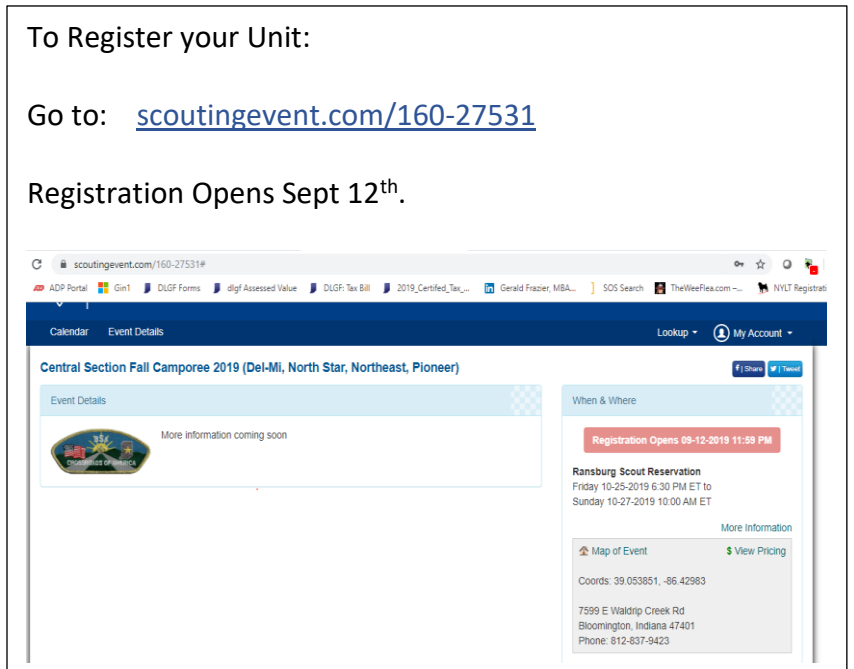 To Register your Unit:
Go to: scoutingevent.com/160-27531
Registration Opens Sept 12th.
scoutingevent.com/160-27531#
ADP Portal Gin1 DLGF Forms dlgf Assessed Value DLGF: Tax Bill 2019_Certifed_Tax_... Gerald Frazier, MBA... SOS Search TheWeeFlea.com –... NYLT Registrati
Calendar Event Details Lookup My Account
Central Section Fall Camporee 2019 (Del-Mi, North Star, Northeast, Pioneer)
f | Share | Tweet
Event Details
BSA
CROSSROADS OF AMERICA
More information coming soon
When & Where
Registration Opens 09-12-2019 11:59 PM
Ransburg Scout Reservation
Friday 10-25-2019 6:30 PM ET to
Sunday 10-27-2019 10:00 AM ET
More Information
Map of Event $ View Pricing
Coords: 39.053851, -86.42983
7599 E Waldrip Creek Rd
Bloomington, Indiana 47401
Phone: 812-837-9423